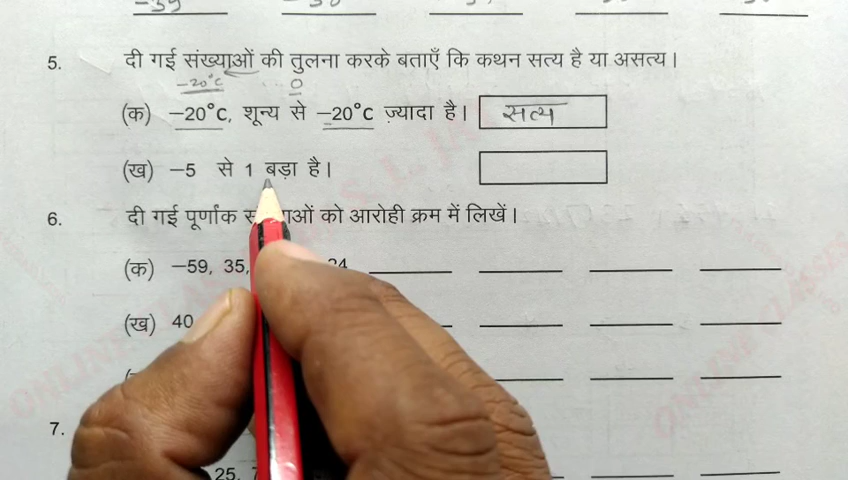 5. दी गई संख्याओं की तुलना करके बताएँ कि कथन सत्य है या असत्य।
-20°c 0
(क) –20°C, शून्य से –20°C ज़्यादा है। सत्य
(ख) –5 से 1 बड़ा है।
6. दी गई पूर्णांक को आरोही क्रम में लिखें।
(क) –59, 35, 24
(ख) 40
7.
25,